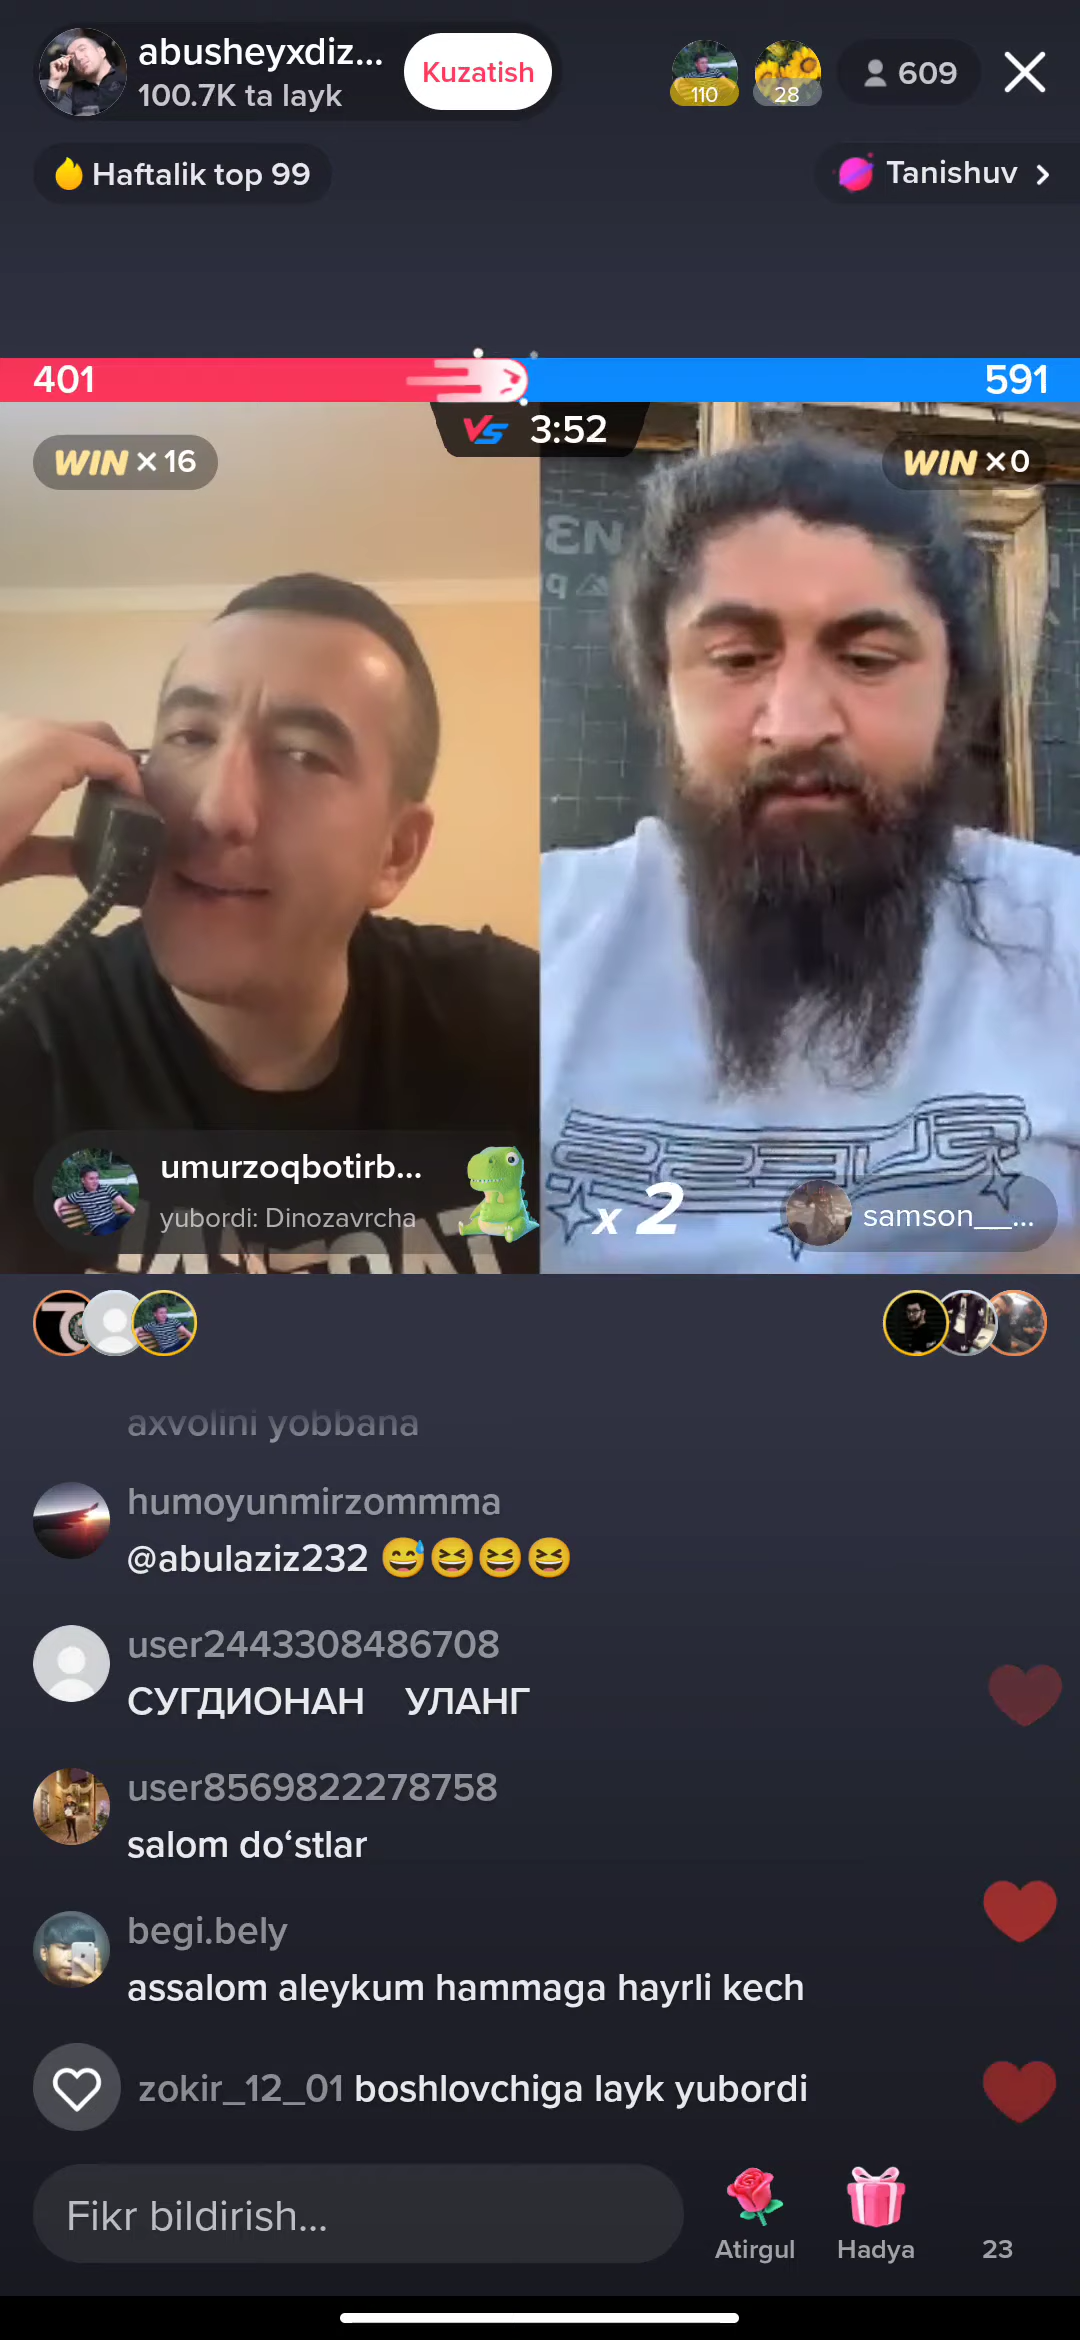 abusheyxdiz...
100.7K ta layk
Kuzatish
110
28
609
Haftalik top 99
Tanishuv
401
591
VS 3:52
WIN ×16
WIN ×0
umurzoqbotirb...
yubordi: Dinozavrcha
x 2
samson__...
axvolini yobbana
humoyunmirzommma
@abulaziz232 😅😆😆😆
user2443308486708
СУГДИОНАН УЛАНГ
user8569822278758
salom do‘stlar
begi.bely
assalom aleykum hammaga hayrli kech
zokir_12_01 boshlovchiga layk yubordi
Fikr bildirish...
Atirgul
Hadya
23